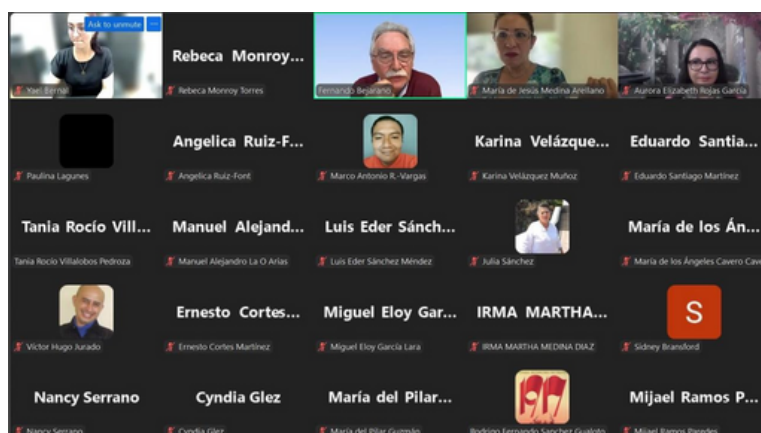 Ask to unmute ...
Yael Bernal
Rebeca Monroy...
Rebeca Monroy Torres
Fernando Bejarano
María de Jesús Medina Arellano
Aurora Elizabeth Rojas García
Paulina Lagunes
Angelica Ruiz-F...
Angelica Ruiz-Font
Marco Antonio R.-Vargas
Karina Velázque...
Karina Velázquez Muñoz
Eduardo Santia...
Eduardo Santiago Martínez
Tania Rocío Vill...
Tania Rocío Villalobos Pedroza
Manuel Alejand...
Manuel Alejandro La O Arias
Luis Eder Sánch...
Luis Eder Sánchez Méndez
Julia Sánchez
María de los Án...
María de los Ángeles Cavero Cave
Víctor Hugo Jurado
Ernesto Cortes...
Ernesto Cortes Martínez
Miguel Eloy Gar...
Miguel Eloy García Lara
IRMA MARTHA...
IRMA MARTHA MEDINA DIAZ
S
Sidney Bransford
Nancy Serrano
Nancy Serrano
Cyndia Glez
Cyndia Glez
María del Pilar...
María del Pilar Guzmán
1917
Rodrigo Fernando Sanchez Gualoto
Mijael Ramos P...
Mijael Ramos Paredes